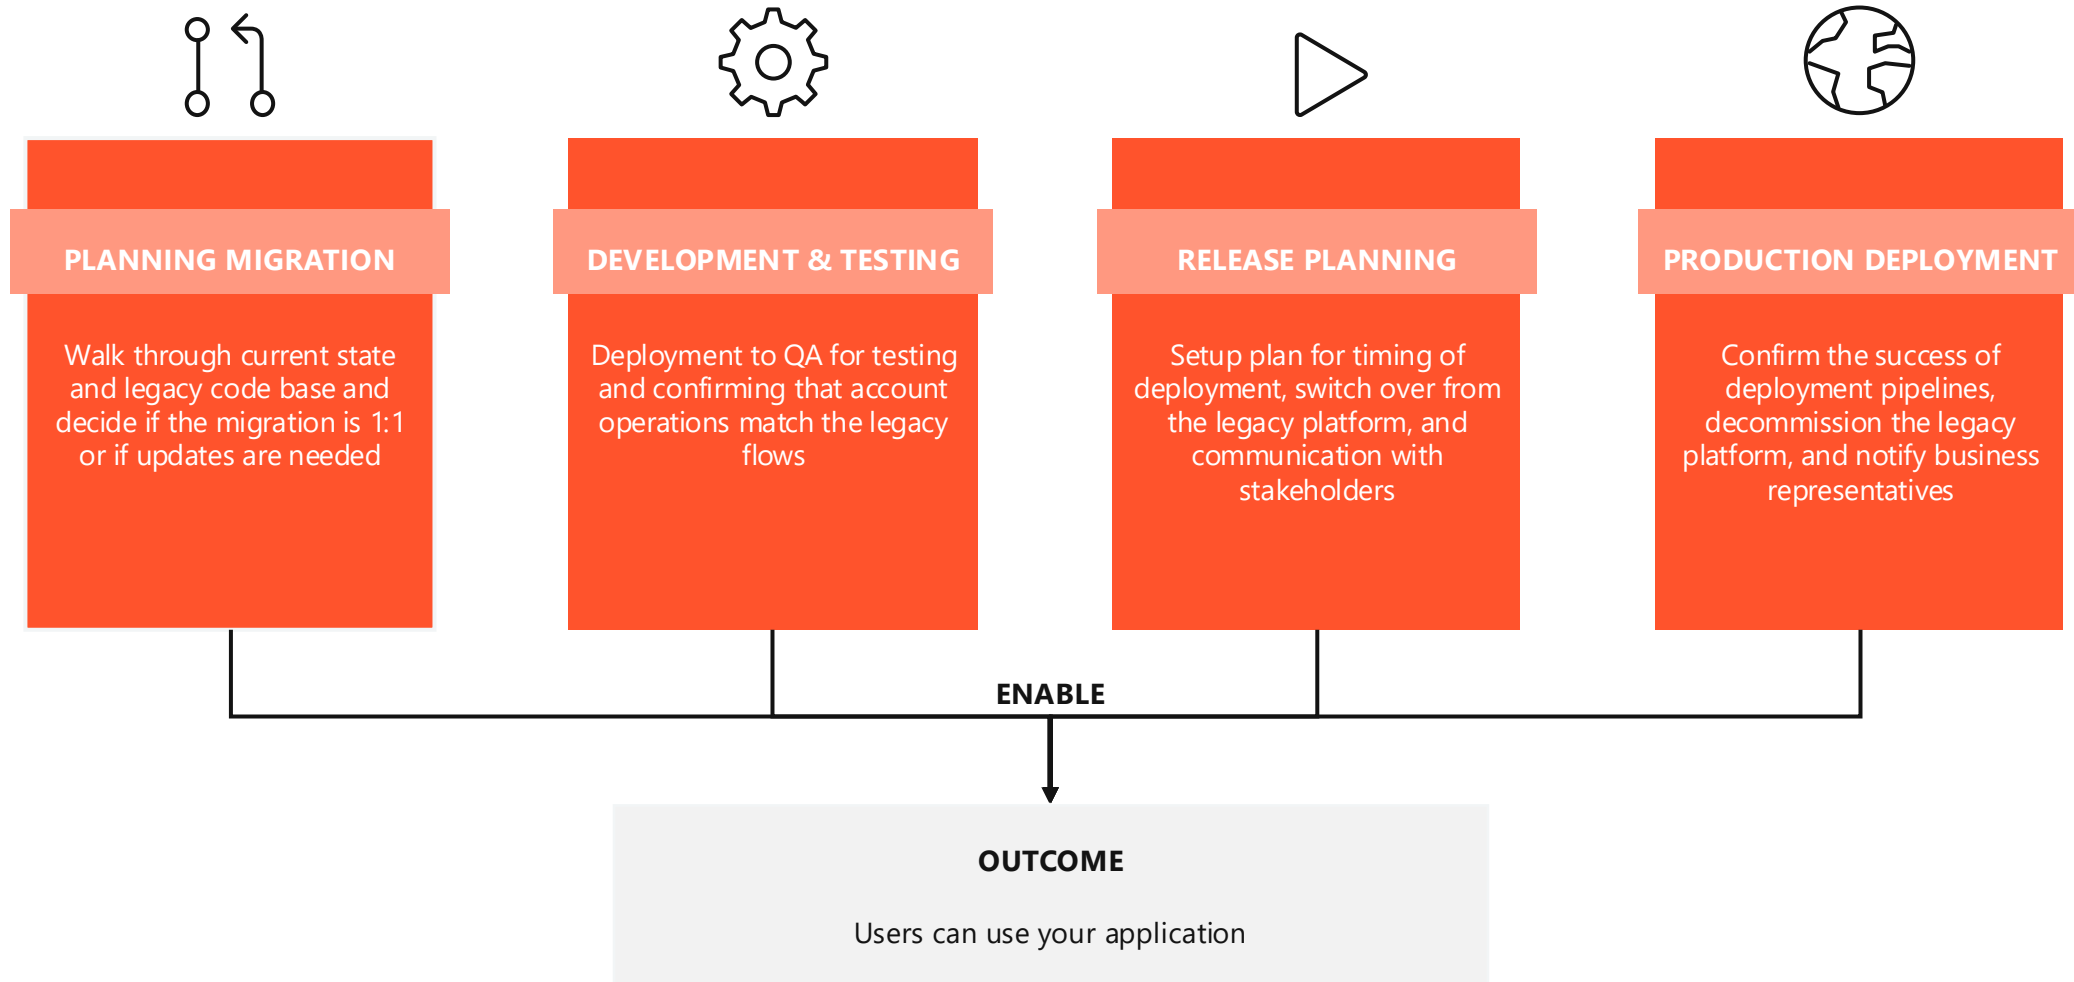 PLANNING MIGRATION
Walk through current state
and legacy code base and
decide if the migration is 1:1
or if updates are needed
DEVELOPMENT & TESTING
Deployment to QA for testing
and confirming that account
operations match the legacy
flows
RELEASE PLANNING
Setup plan for timing of
deployment, switch over from
the legacy platform, and
communication with
stakeholders
PRODUCTION DEPLOYMENT
Confirm the success of
deployment pipelines,
decommission the legacy
platform, and notify business
representatives
ENABLE
OUTCOME
Users can use your application